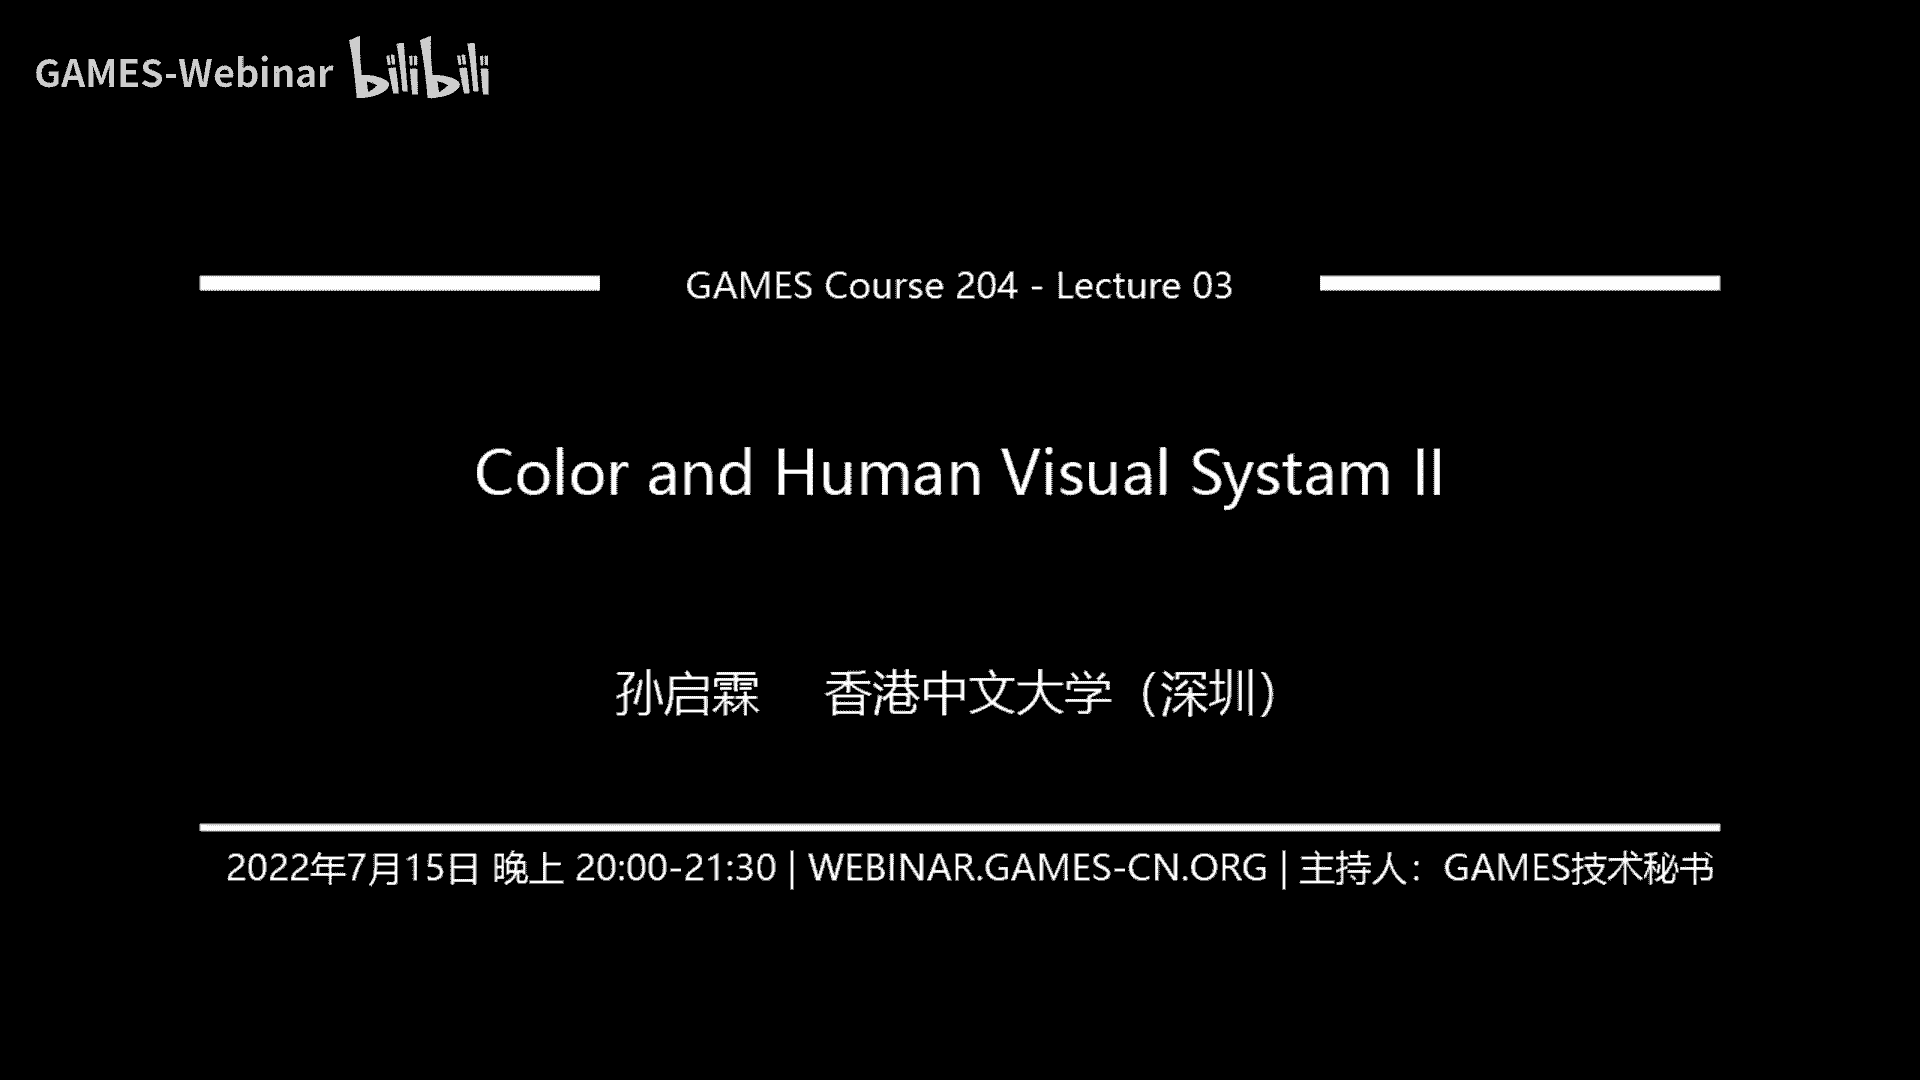 GAMES-Webinar bilibili
GAMES Course 204 - Lecture 03
Color and Human Visual Systam II
孙启霖 香港中文大学（深圳）
2022年7月15日 晚上 20:00-21:30 | WEBINAR.GAMES-CN.ORG | 主持人：GAMES技术秘书